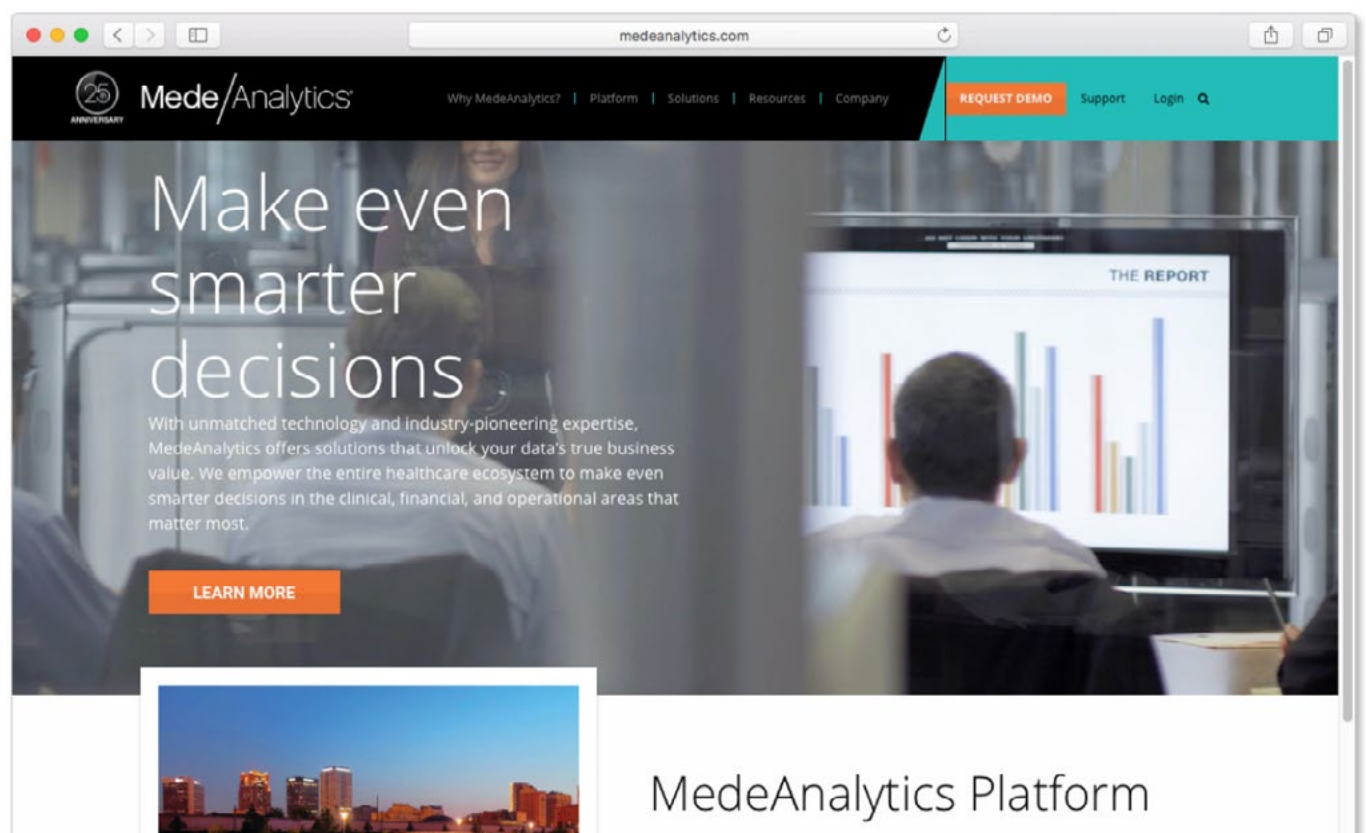 medeanalytics.com
25
ANNIVERSARY
Mede/Analytics
Why MedeAnalytics? | Platform | Solutions | Resources | Company
REQUEST DEMO
Support
Login
Make even
smarter
decisions
With unmatched technology and industry-pioneering expertise,
MedeAnalytics offers solutions that unlock your data's true business
value. We empower the entire healthcare ecosystem to make even
smarter decisions in the clinical, financial, and operational areas that
matter most.
LEARN MORE
THE REPORT
MedeAnalytics Platform